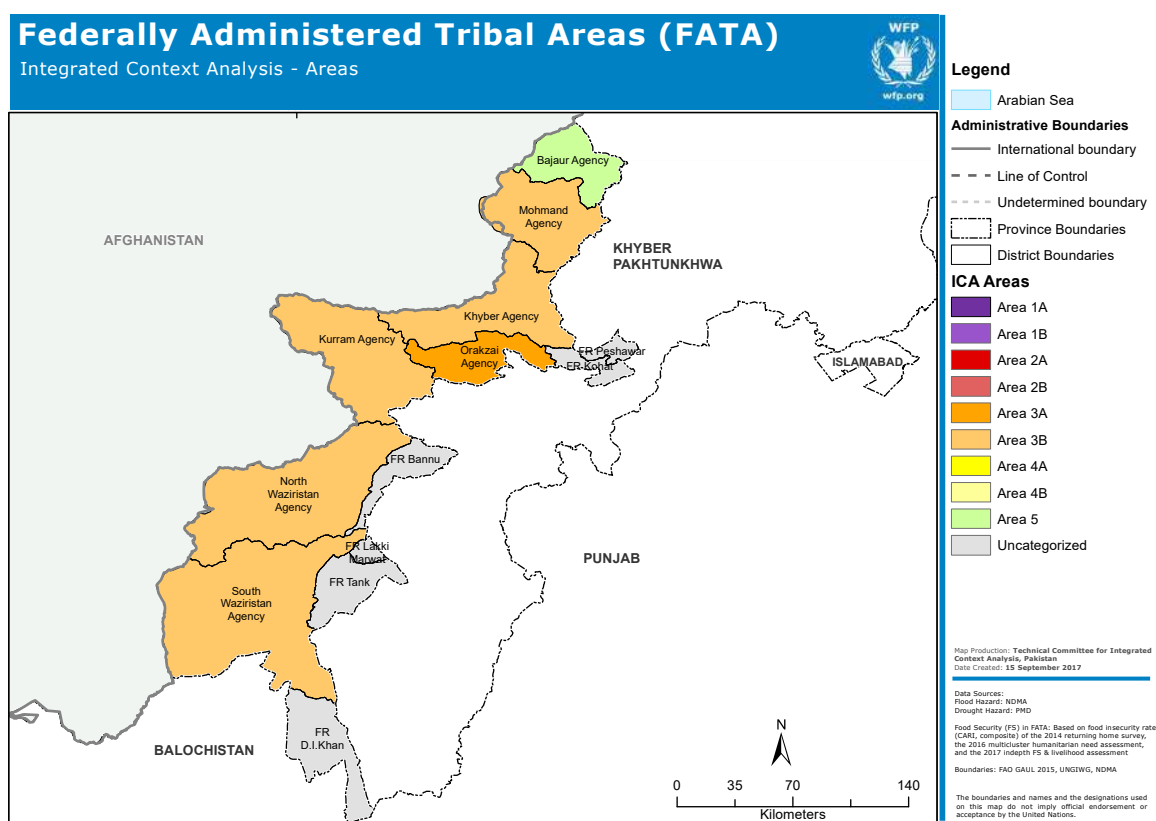 Federally Administered Tribal Areas (FATA)
Integrated Context Analysis - Areas
WFP
wfp.org
Bajaur Agency
Mohmand
Agency
AFGHANISTAN
KHYBER
PAKHTUNKHWA
Khyber Agency
Kurram Agency
Orakzai
Agency
FR Peshawar
FR Kohat
ISLAMABAD
FR Bannu
North
Waziristan
Agency
FR Lakki
Marwat
PUNJAB
FR Tank
South
Waziristan
Agency
FR
D.I.Khan
BALOCHISTAN
N
0 35 70 140
Kilometers
Legend
Arabian Sea
Administrative Boundaries
International boundary
Line of Control
Undetermined boundary
Province Boundaries
District Boundaries
ICA Areas
Area 1A
Area 1B
Area 2A
Area 2B
Area 3A
Area 3B
Area 4A
Area 4B
Area 5
Uncategorized
Map Production: Technical Committee for Integrated
Context Analysis, Pakistan
Date Created: 15 September 2017
Data Sources:
Flood Hazard: NDMA
Drought Hazard: PMD
Food Security (FS) in FATA: Based on food insecurity rate
(CARI, composite) of the 2014 returning home survey,
the 2016 multicluster humanitarian need assessment,
and the 2017 indepth FS & livelihood assessment
Boundaries: FAO GAUL 2015, UNGIWG, NDMA
The boundaries and names and the designations used
on this map do not imply official endorsement or
acceptance by the United Nations.